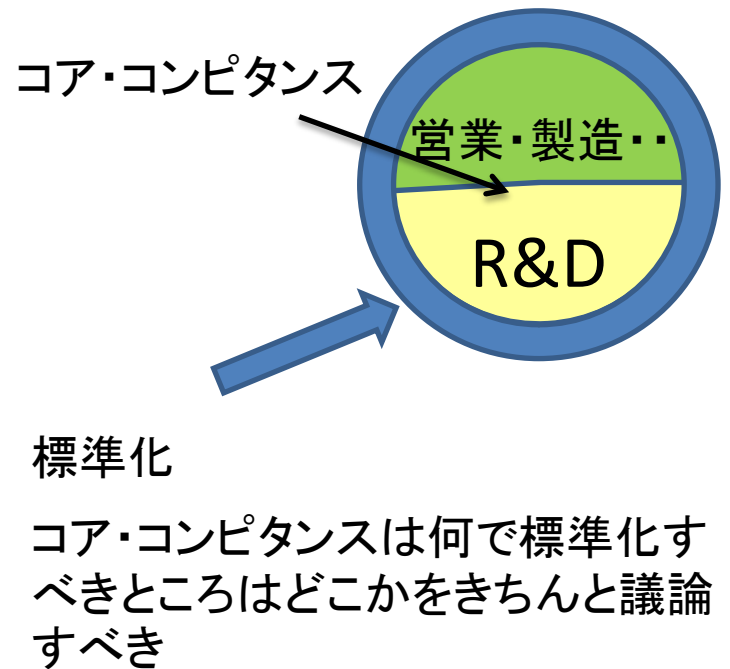 コア・コンピタンス
営業・製造・・
R&D
標準化
コア・コンピタンスは何で標準化す
べきところはどこかをきちんと議論
すべき